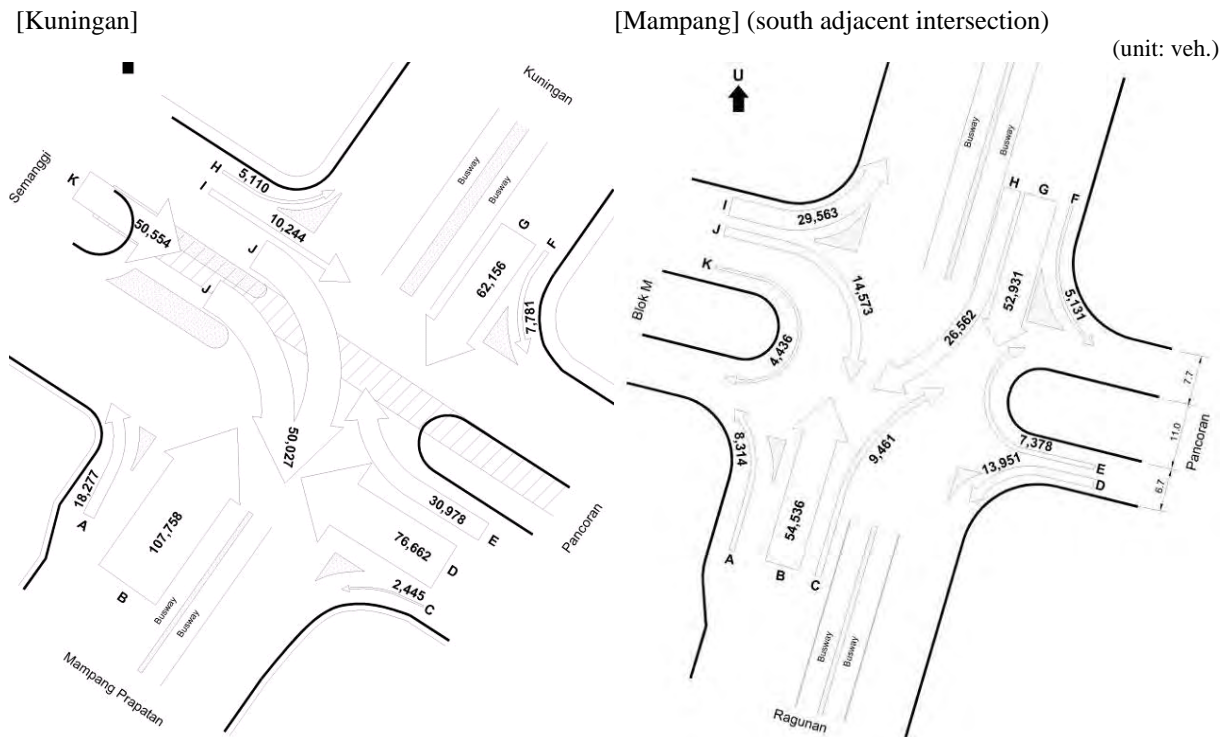 [Kuningan]
[Mampang] (south adjacent intersection)
(unit: veh.)
Kuningan
Semanggi
K
H
5,110
I
10,244
50,554
J
J
Busway
Busway
G
F
62,156
7,781
18,277
A
107,758
B
50,027
30,978
E
76,662
D
2,445
C
Pancoran
Busway
Busway
Mampang Prapatan
U
Busway
Busway
H
G
F
I
29,563
J
K
Blok M
14,573
4,436
52,931
5,131
26,562
7.7
11.0
6.7
Pancoran
8,314
9,461
7,378
13,951
E
D
54,536
A
B
C
Busway
Busway
Ragunan